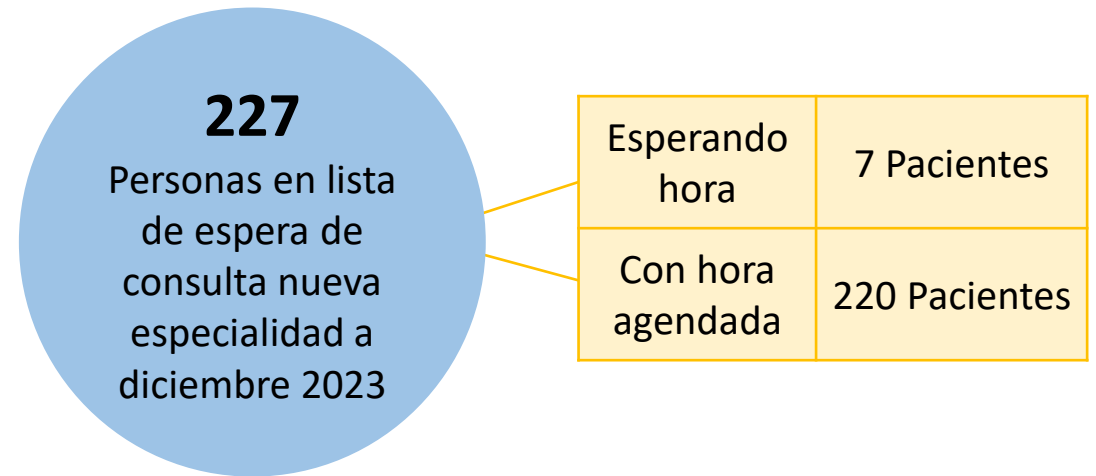 227
Personas en lista
de espera de
consulta nueva
especialidad a
diciembre 2023
Esperando
hora
7 Pacientes
Con hora
agendada
220 Pacientes